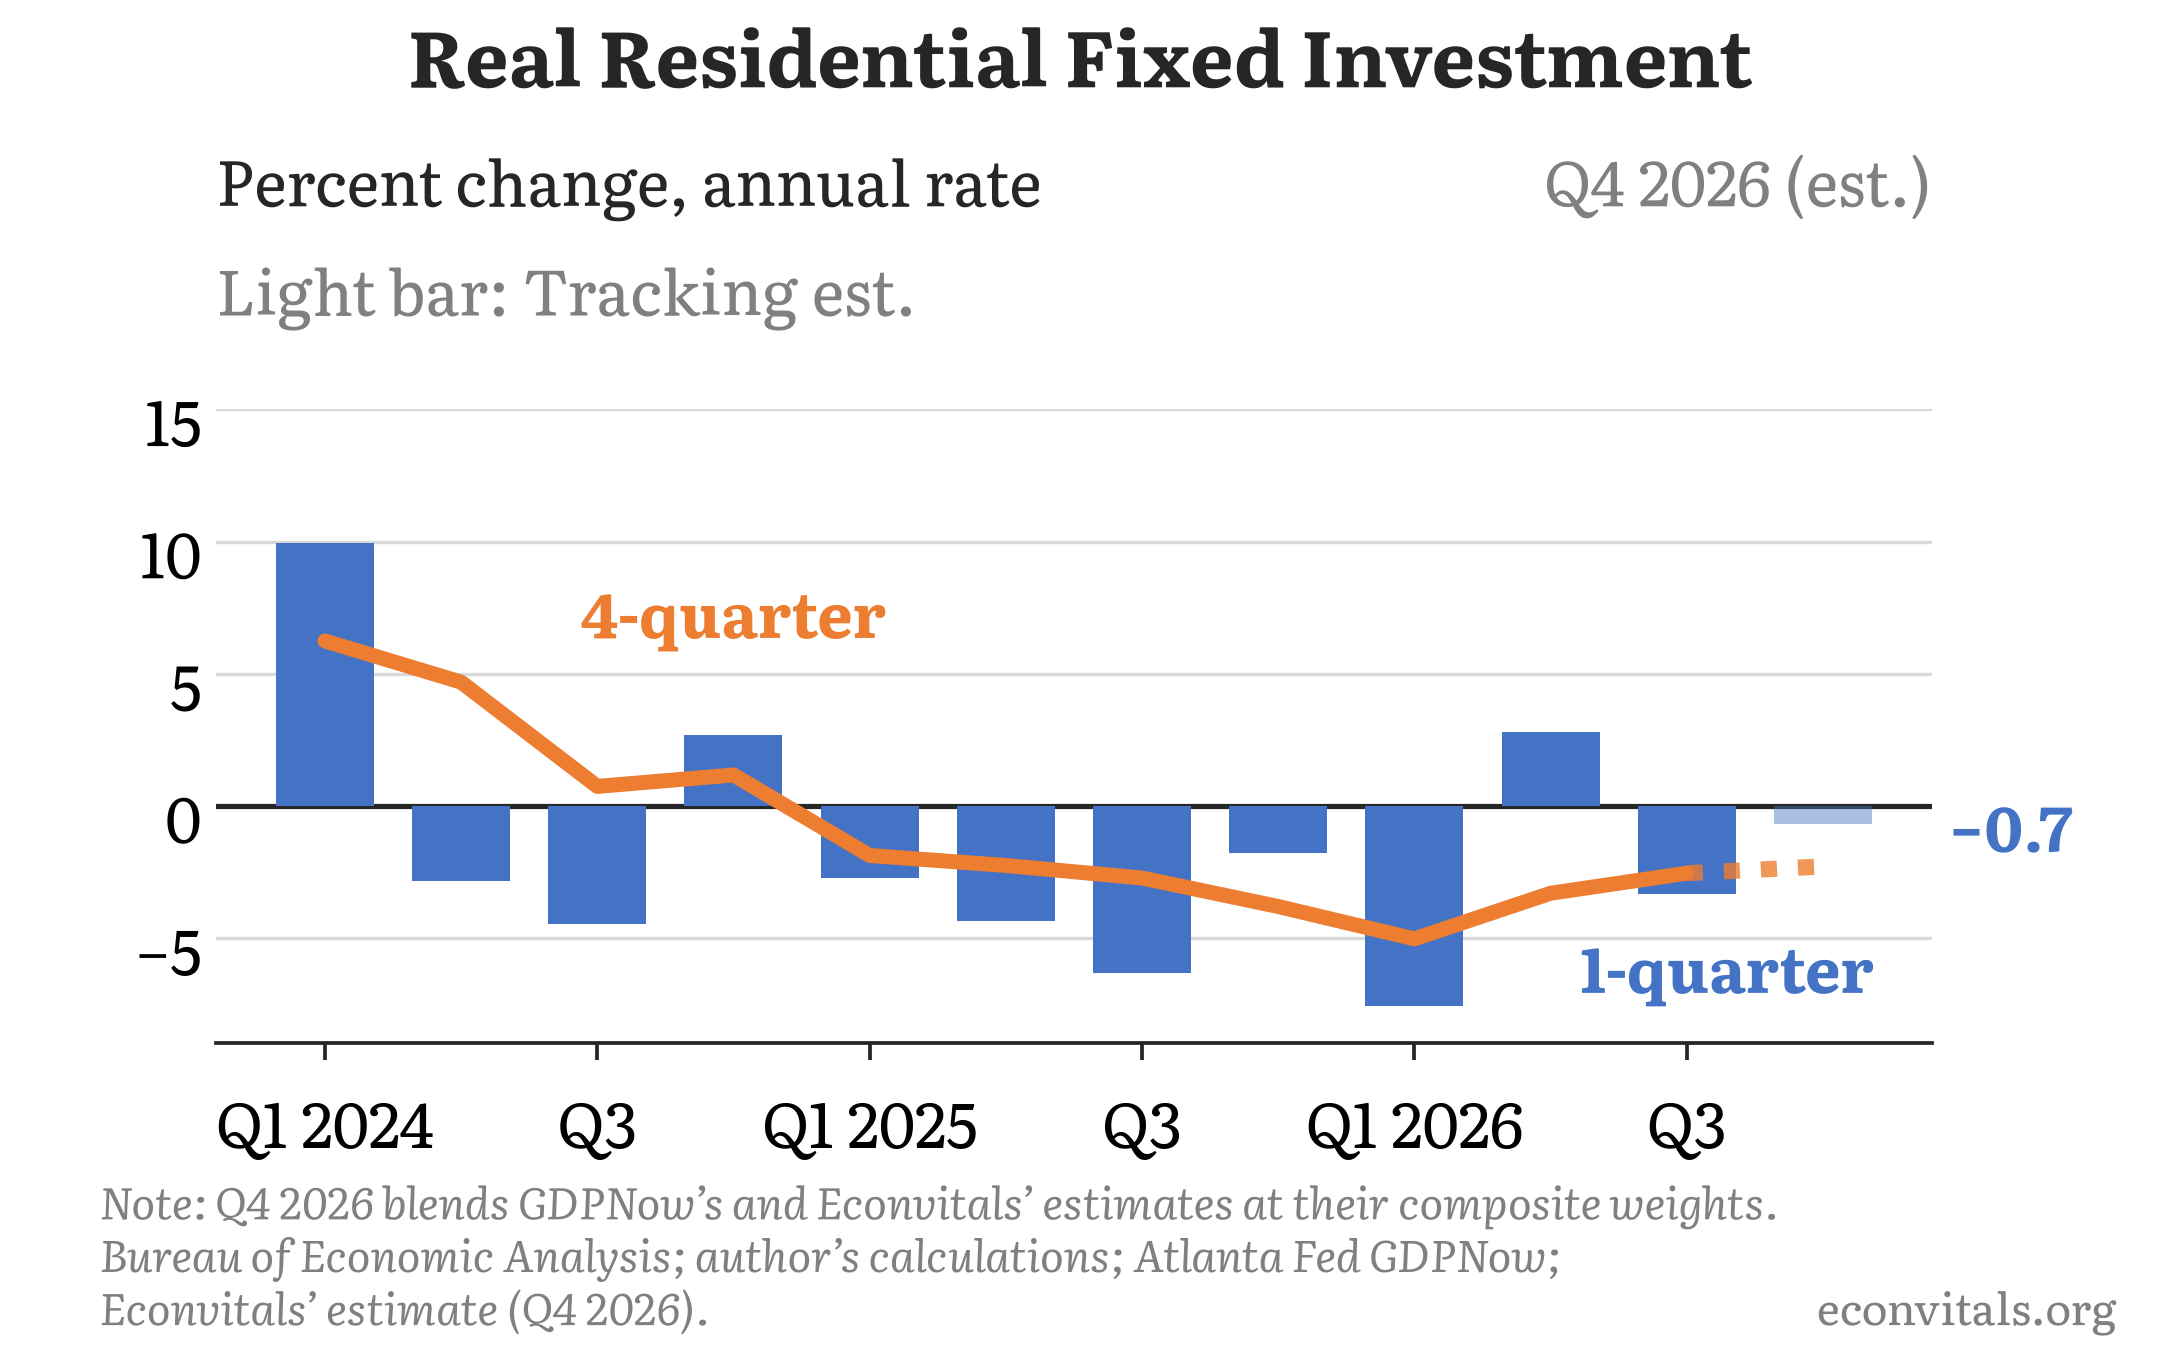 Real Residential Fixed Investment
Percent change, annual rate
Q4 2026 (est.)
Light bar: Tracking est.
15
10
4-quarter
5
0
−0.7
−5
1-quarter
Q1 2024
Q3
Q1 2025
Q3
Q1 2026
Q3
Note: Q4 2026 blends GDPNow’s and Econvitals’ estimates at their composite weights.
Bureau of Economic Analysis; author’s calculations; Atlanta Fed GDPNow;
Econvitals’ estimate (Q4 2026).
econvitals.org